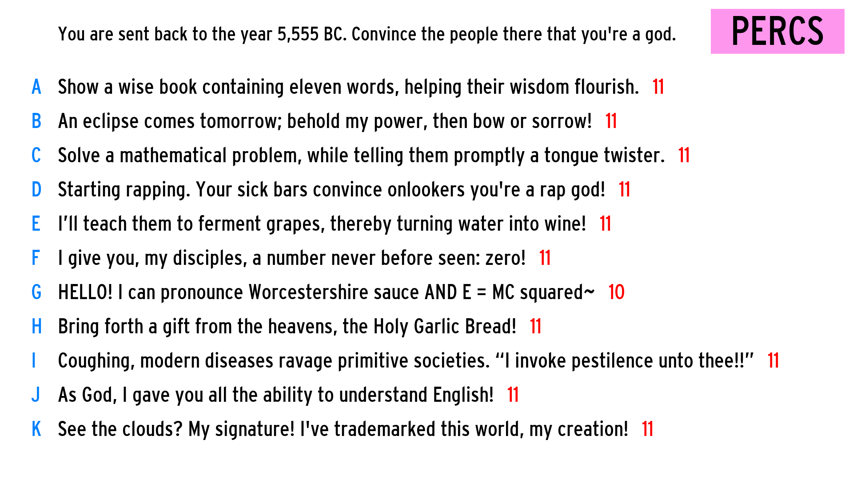 You are sent back to the year 5,555 BC. Convince the people there that you're a god.
PERCS
A Show a wise book containing eleven words, helping their wisdom flourish. 11
B An eclipse comes tomorrow; behold my power, then bow or sorrow! 11
C Solve a mathematical problem, while telling them promptly a tongue twister. 11
D Starting rapping. Your sick bars convince onlookers you're a rap god! 11
E I’ll teach them to ferment grapes, thereby turning water into wine! 11
F I give you, my disciples, a number never before seen: zero! 11
G HELLO! I can pronounce Worcestershire sauce AND E = MC squared~ 10
H Bring forth a gift from the heavens, the Holy Garlic Bread! 11
I Coughing, modern diseases ravage primitive societies. “I invoke pestilence unto thee!!” 11
J As God, I gave you all the ability to understand English! 11
K See the clouds? My signature! I've trademarked this world, my creation! 11